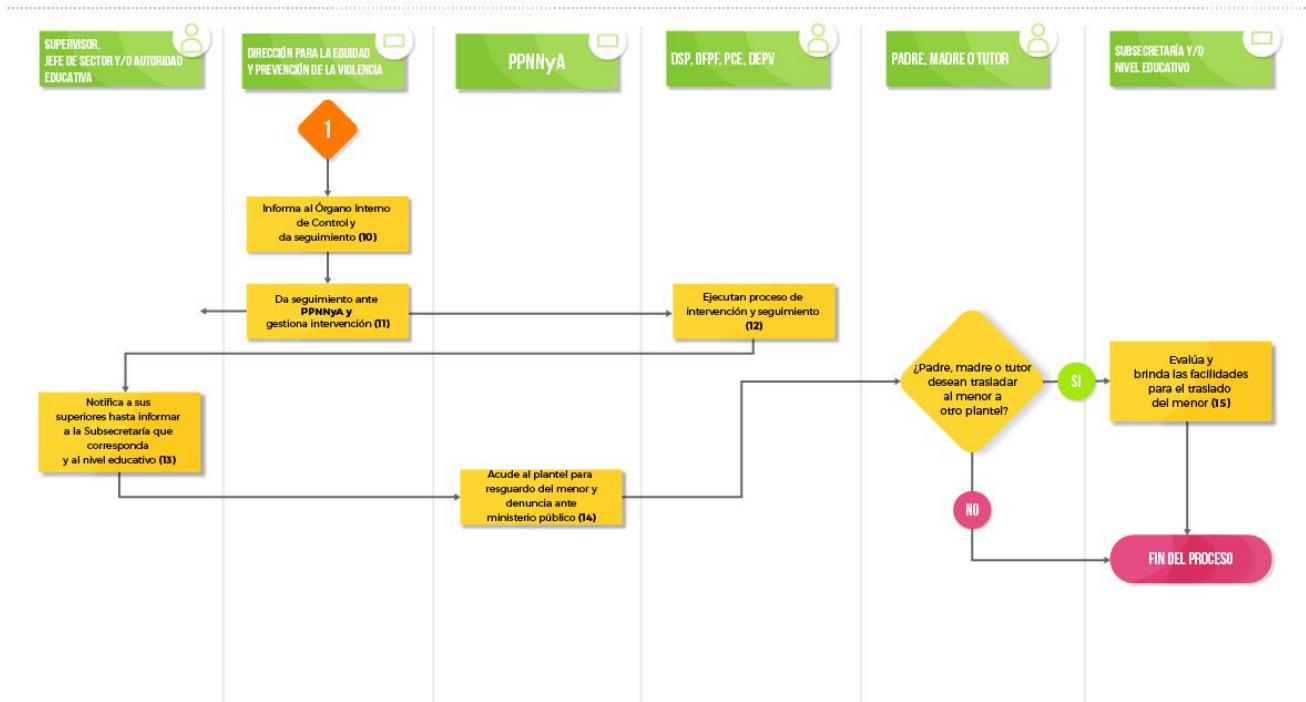 SUPERVISOR,
JEFE DE SECTOR Y/O AUTORIDAD
EDUCATIVA
DIRECCIÓN PARA LA EQUIDAD
Y PREVENCIÓN DE LA VIOLENCIA
PPNNyA
DSP, DFPF, PCE, DEPV
PADRE, MADRE O TUTOR
SUBSECRETARÍA Y/O
NIVEL EDUCATIVO
1
Informa al Órgano Interno
de Control y
da seguimiento (10)
Da seguimiento ante
PPNNyA y
gestiona intervención (11)
Ejecutan proceso de
intervención y seguimiento
(12)
Notifica a sus
superiores hasta informar
a la Subsecretaría que
corresponda
y al nivel educativo (13)
Acude al plantel para
resguardo del menor y
denuncia ante
ministerio público (14)
¿Padre, madre o tutor
desean trasladar
al menor a
otro plantel?
SI
Evalúa y
brinda las facilidades
para el traslado
del menor (15)
NO
FIN DEL PROCESO